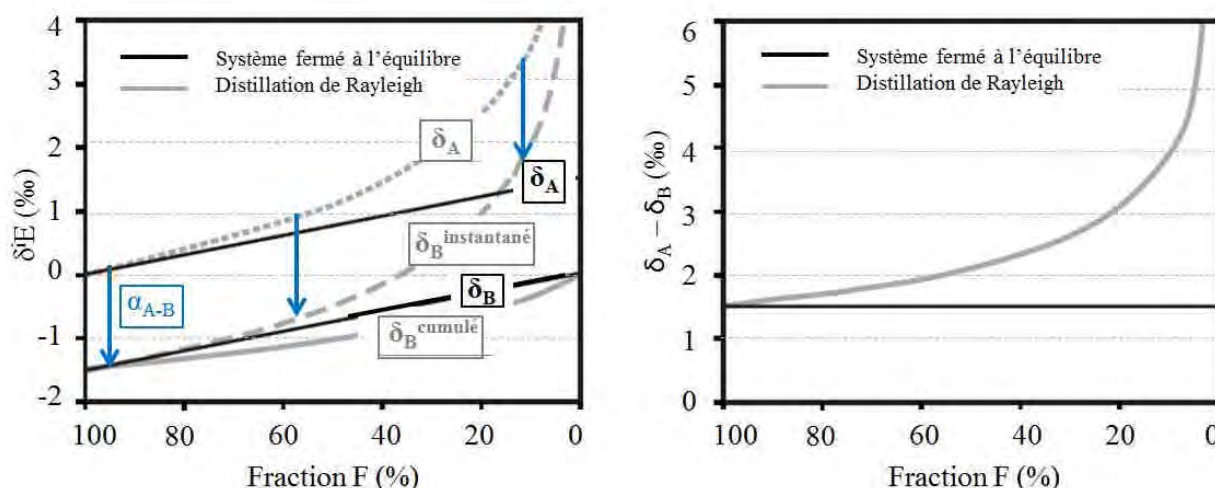 4
3
2
1
0
-1
-2
δⁱE (‰)
Système fermé à l'équilibre
Distillation de Rayleigh
δA
δA
δB instantané
δB
δB cumulé
αA-B
100
80
60
40
20
0
Fraction F (%)
6
5
4
3
2
1
0
δA – δB (‰)
Système fermé à l'équilibre
Distillation de Rayleigh
100
80
60
40
20
0
Fraction F (%)